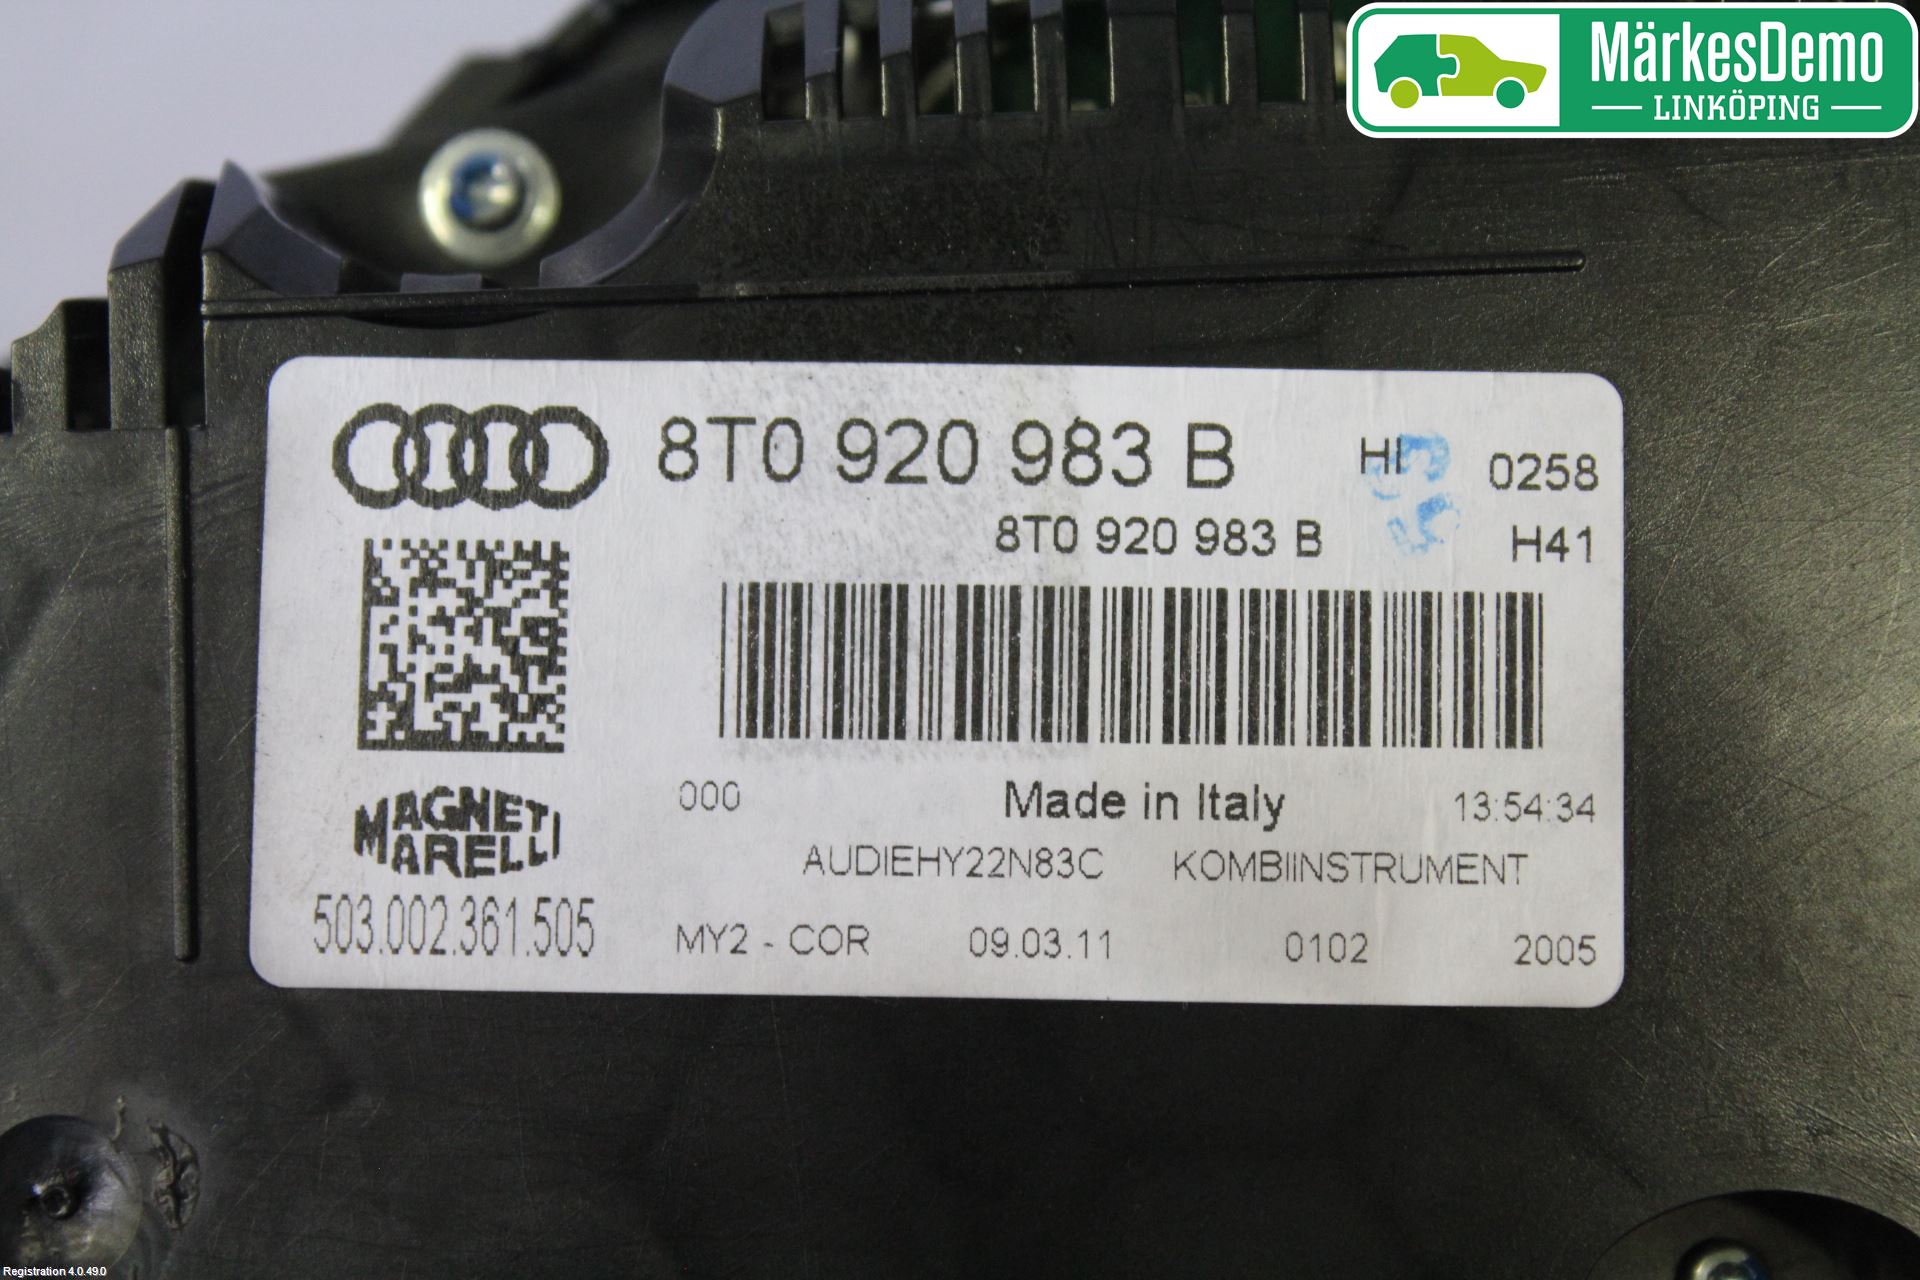 MärkesDemo
LINKÖPING
8T0 920 983 B HI 0258
8T0 920 983 B H41
000 Made in Italy 13:54:34
MAGNETI
MARELLI
AUDIEHY22N83C KOMBIINSTRUMENT
503.002.361.505 MY2 - COR 09.03.11 0102 2005
Registration 4.0.49.0